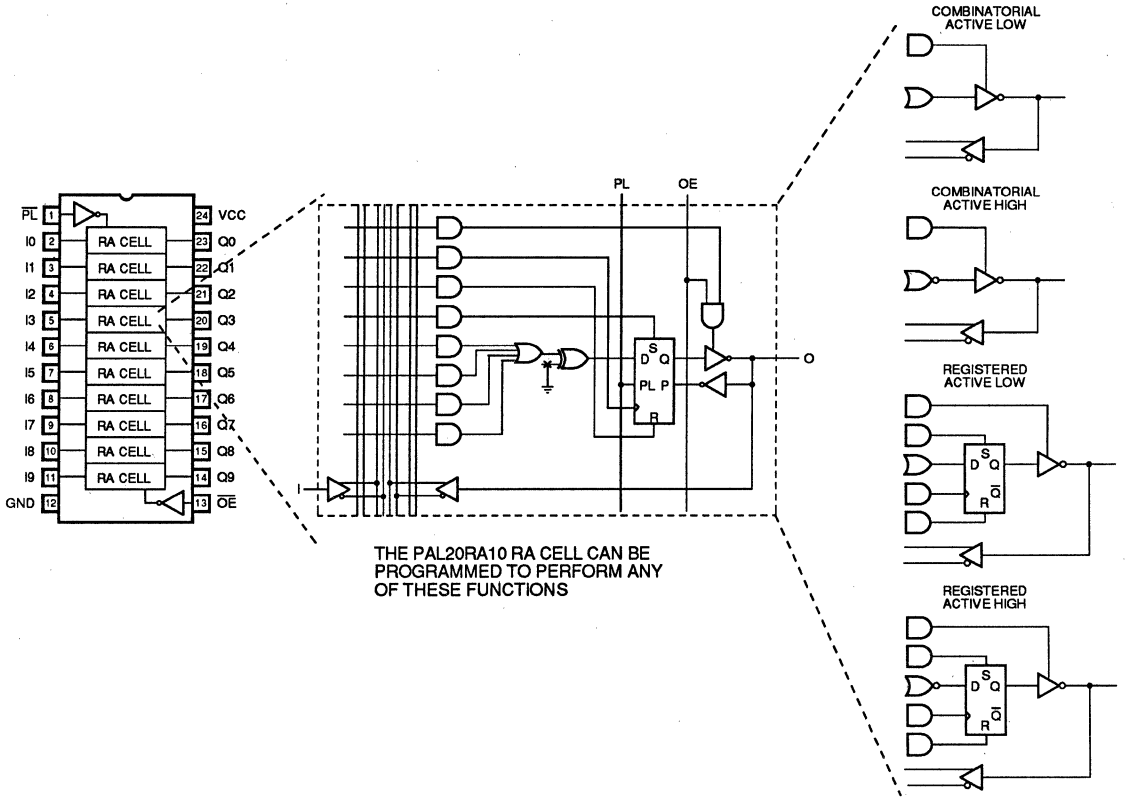 COMBINATORIAL
ACTIVE LOW
PL OE
COMBINATORIAL
ACTIVE HIGH
PL 1 24 VCC
I0 2 RA CELL 23 Q0
I1 3 RA CELL 22 Q1
I2 4 RA CELL 21 Q2
I3 5 RA CELL 20 Q3
I4 6 RA CELL 19 Q4
I5 7 RA CELL 18 Q5
I6 8 RA CELL 17 Q6
I7 9 RA CELL 16 Q7
I8 10 RA CELL 15 Q8
I9 11 RA CELL 14 Q9
GND 12 13 OE
S
D Q
PL P
R
O
I
REGISTERED
ACTIVE LOW
S
D Q
Q
R
THE PAL20RA10 RA CELL CAN BE
PROGRAMMED TO PERFORM ANY
OF THESE FUNCTIONS
REGISTERED
ACTIVE HIGH
S
D Q
Q
R